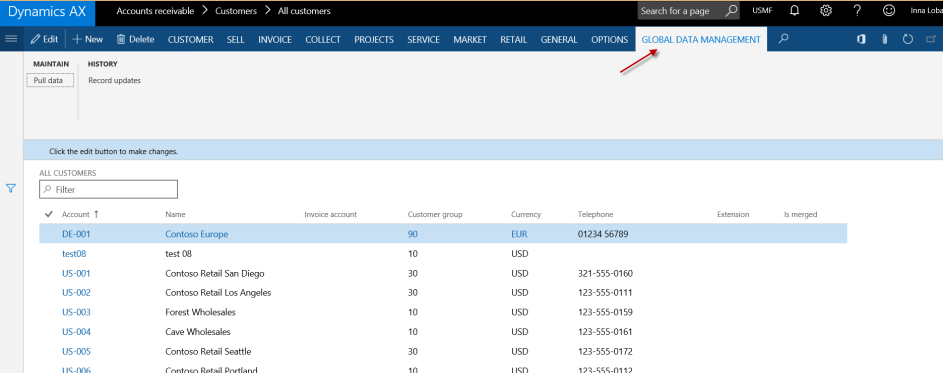 Dynamics AX Accounts receivable > Customers > All customers Search for a page USMF ? Inna Loba
Edit + New Delete CUSTOMER SELL INVOICE COLLECT PROJECTS SERVICE MARKET RETAIL GENERAL OPTIONS GLOBAL DATA MANAGEMENT
MAINTAIN HISTORY
Pull data Record updates
Click the edit button to make changes.
ALL CUSTOMERS
Filter
Account ↑ Name Invoice account Customer group Currency Telephone Extension Is merged
DE-001 Contoso Europe 90 EUR 01234 56789
test08 test 08 10 USD
US-001 Contoso Retail San Diego 30 USD 321-555-0160
US-002 Contoso Retail Los Angeles 30 USD 123-555-0111
US-003 Forest Wholesales 10 USD 123-555-0159
US-004 Cave Wholesales 10 USD 123-555-0161
US-005 Contoso Retail Seattle 30 USD 123-555-0172
US-006 Contoso Retail Portland 10 USD 123-555-0112